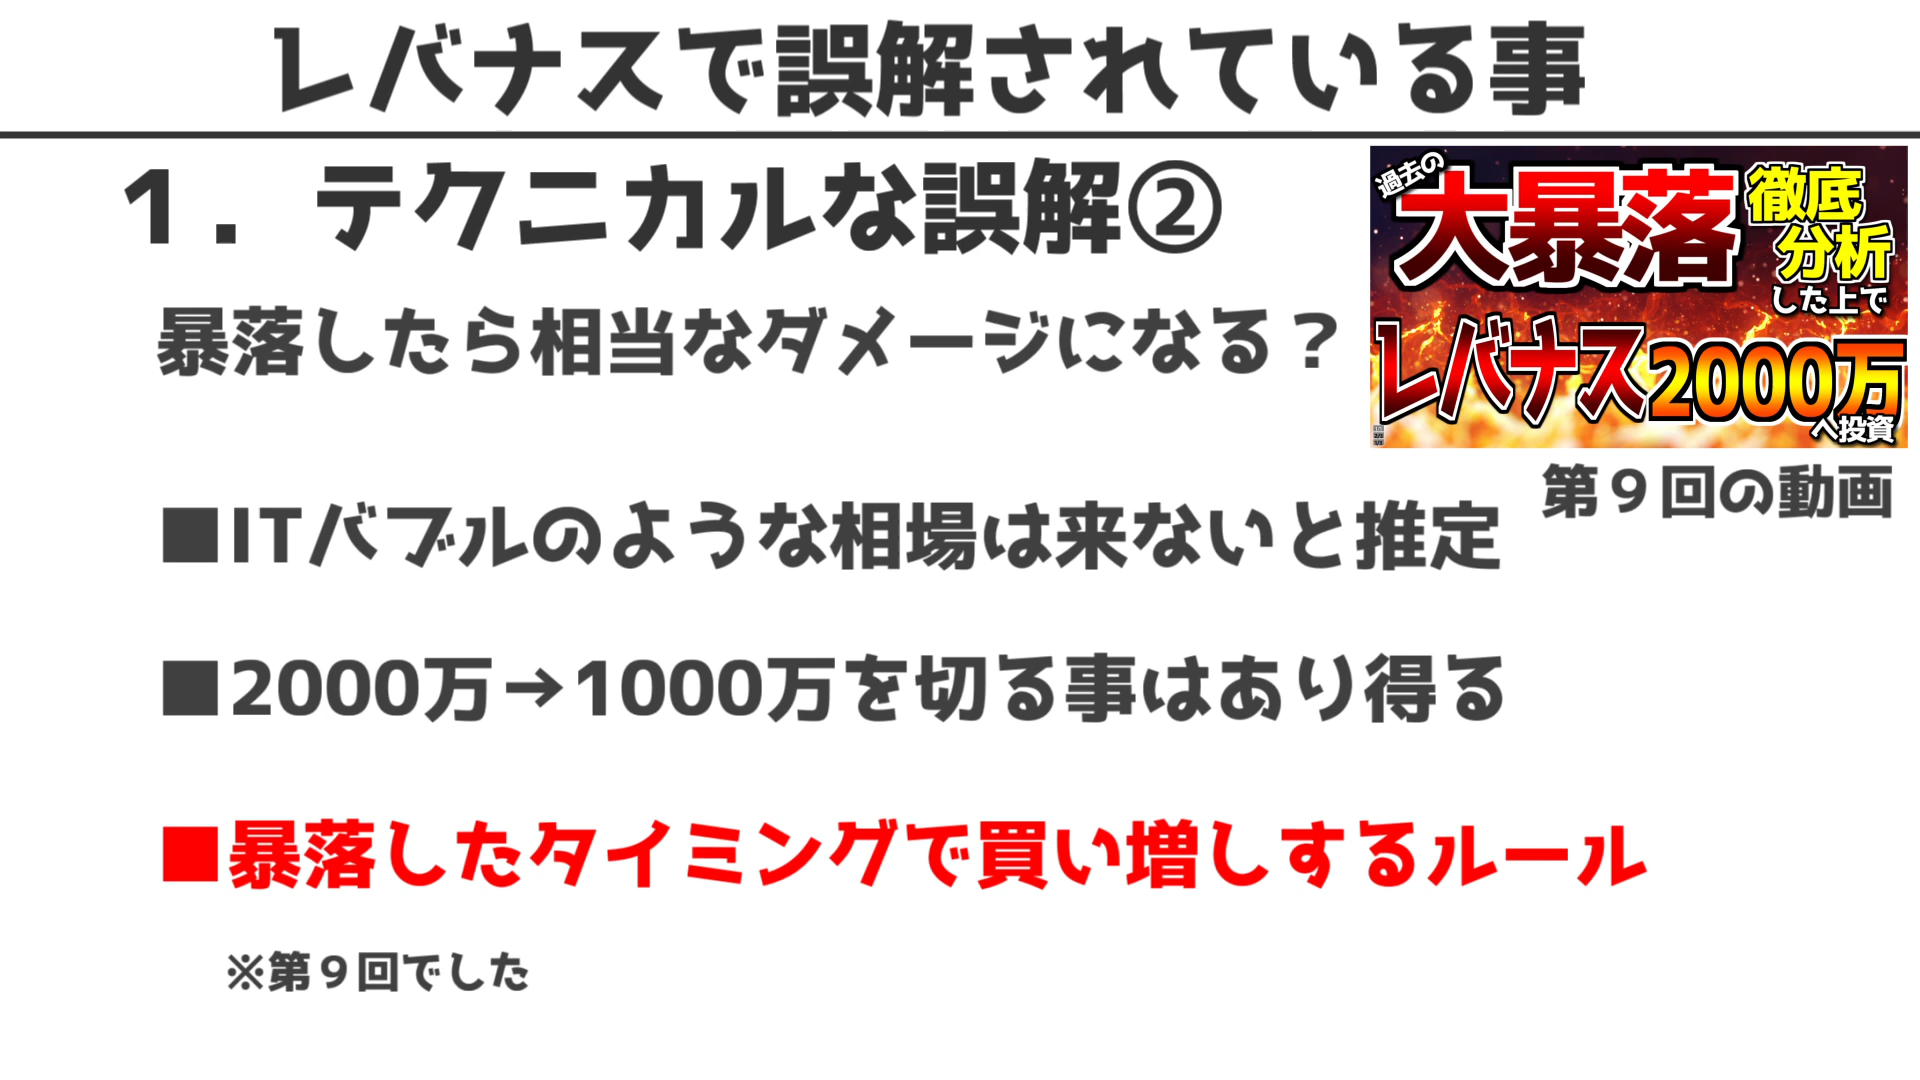 レバナスで誤解されている事
１．テクニカルな誤解②
暴落したら相当なダメージになる？
過去の
大暴落
徹底
分析
した上で
レバナス2000万
へ投資
第９回の動画
■ITバブルのような相場は来ないと推定
■2000万→1000万を切る事はあり得る
■暴落したタイミングで買い増しするルール
※第９回でした